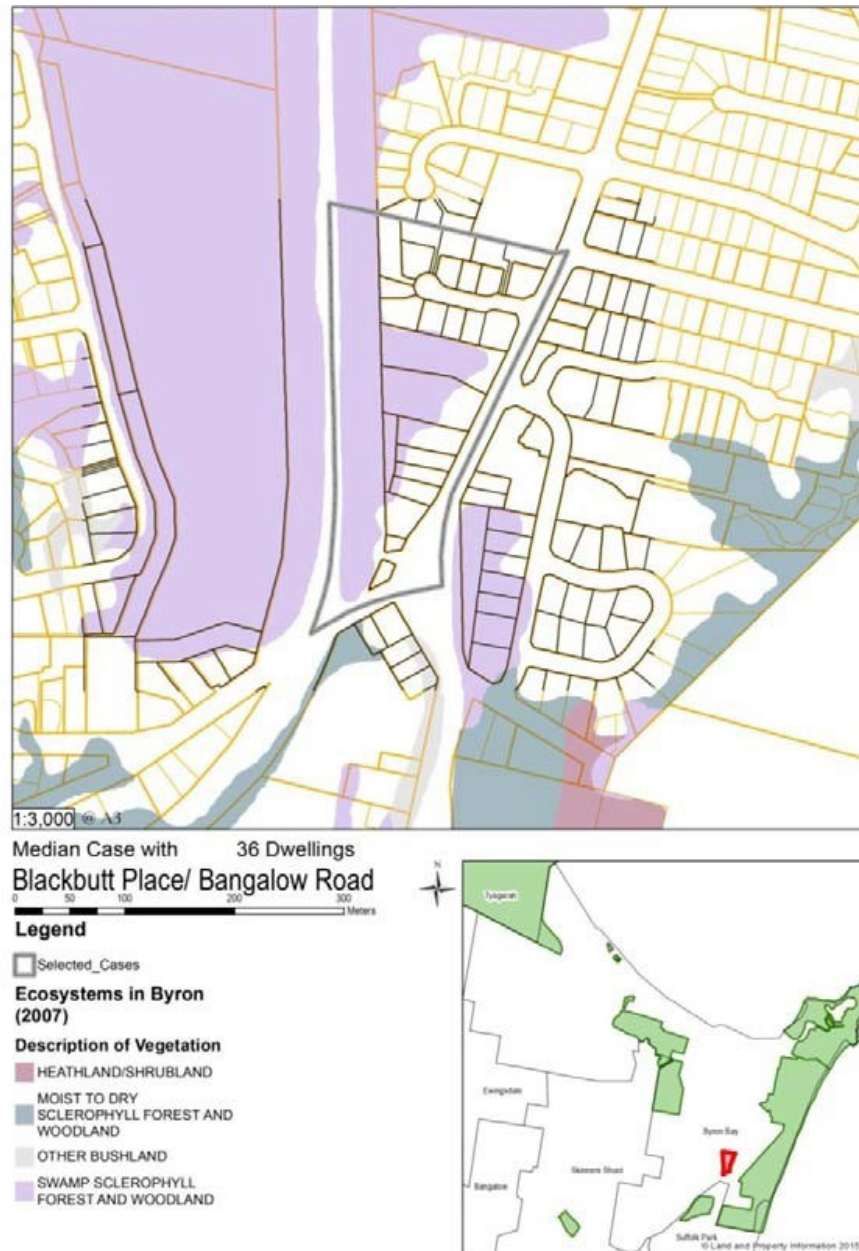 1:3,000 @ A3
Median Case with 36 Dwellings
Blackbutt Place/ Bangalow Road
0 50 100 200 300
Meters
N
Legend
Selected_Cases
Ecosystems in Byron
(2007)
Description of Vegetation
HEATHLAND/SHRUBLAND
MOIST TO DRY
SCLEROPHYLL FOREST AND
WOODLAND
OTHER BUSHLAND
SWAMP SCLEROPHYLL
FOREST AND WOODLAND
Tyagarah
Ewingsdale
Byron Bay
Skinners Shoot
Bangalow
Suffolk Park
© Land and Property Information 2015